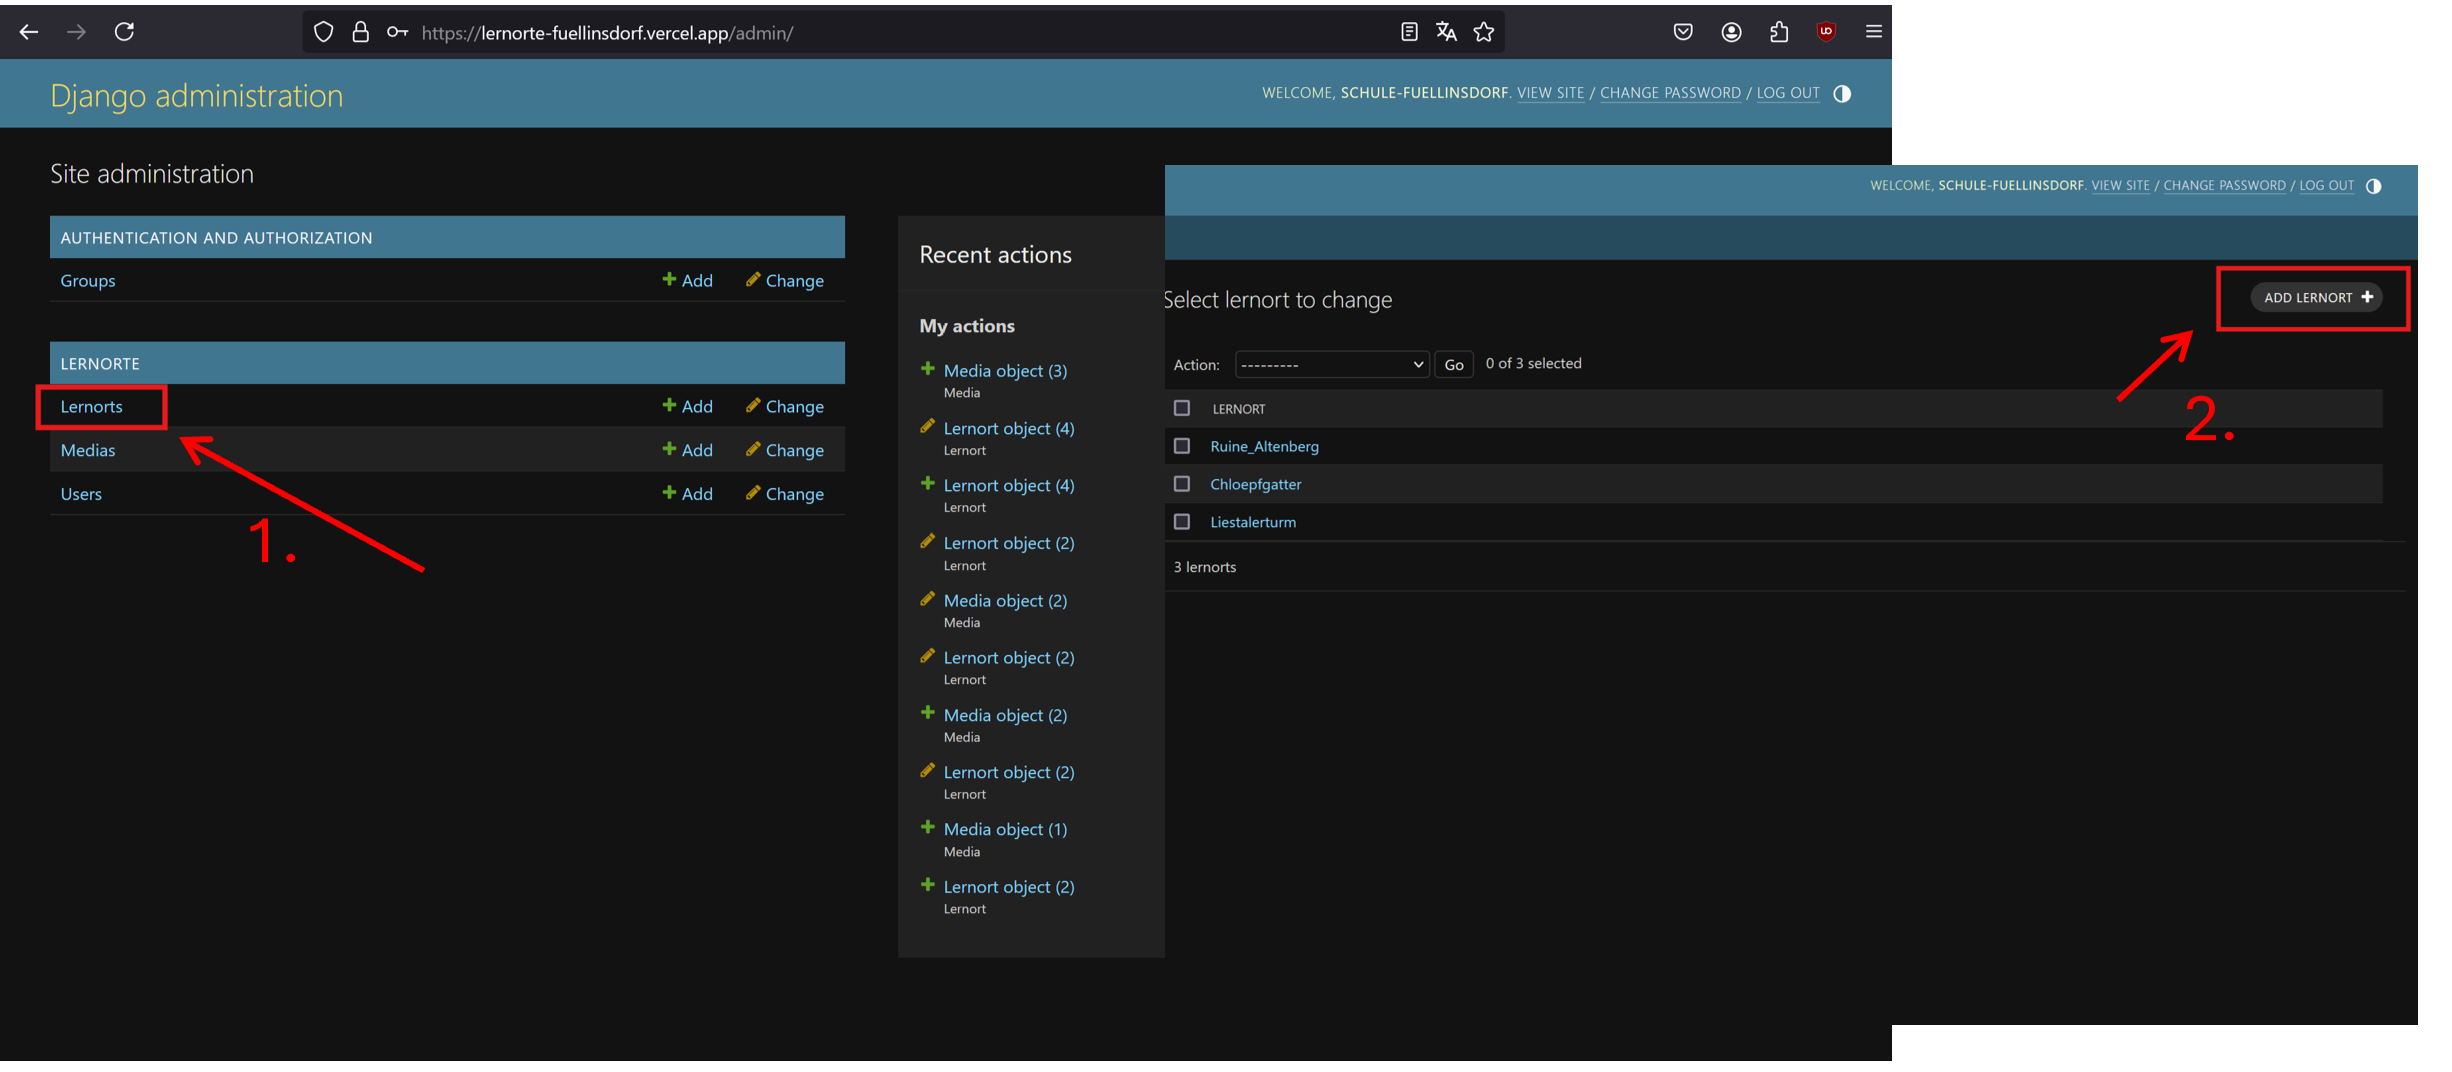 https://lernorte-fuellinsdorf.vercel.app/admin/
Django administration
WELCOME, SCHULE-FUELLINSDORF. VIEW SITE / CHANGE PASSWORD / LOG OUT
Site administration
AUTHENTICATION AND AUTHORIZATION
Groups + Add Change
LERNORTE
Lernorts + Add Change
Medias + Add Change
Users + Add Change
1.
Recent actions
My actions
Media object (3)
Media
Lernort object (4)
Lernort
Lernort object (4)
Lernort
Lernort object (2)
Lernort
Media object (2)
Media
Lernort object (2)
Lernort
Media object (2)
Media
Lernort object (2)
Lernort
Media object (1)
Media
Lernort object (2)
Lernort
WELCOME, SCHULE-FUELLINSDORF. VIEW SITE / CHANGE PASSWORD / LOG OUT
Select lernort to change
ADD LERNORT +
2.
Action: --------- Go 0 of 3 selected
LERNORT
Ruine_Altenberg
Chloepfgatter
Liestalerturm
3 lernorts